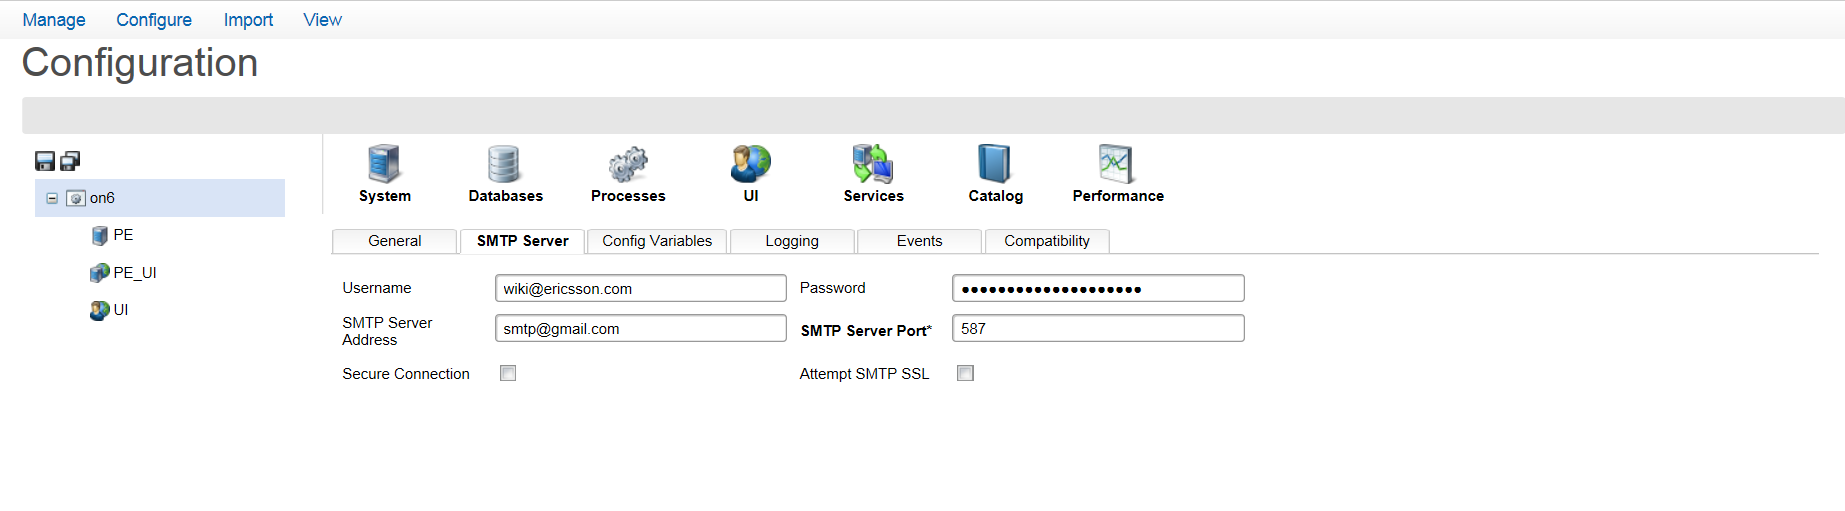 Manage Configure Import View
Configuration
System Databases Processes UI Services Catalog Performance
on6
PE
PE_UI
UI
General SMTP Server Config Variables Logging Events Compatibility
Username wiki@ericsson.com Password ●●●●●●●●●●●●●●●●●●●●
SMTP Server
Address smtp@gmail.com SMTP Server Port* 587
Secure Connection Attempt SMTP SSL